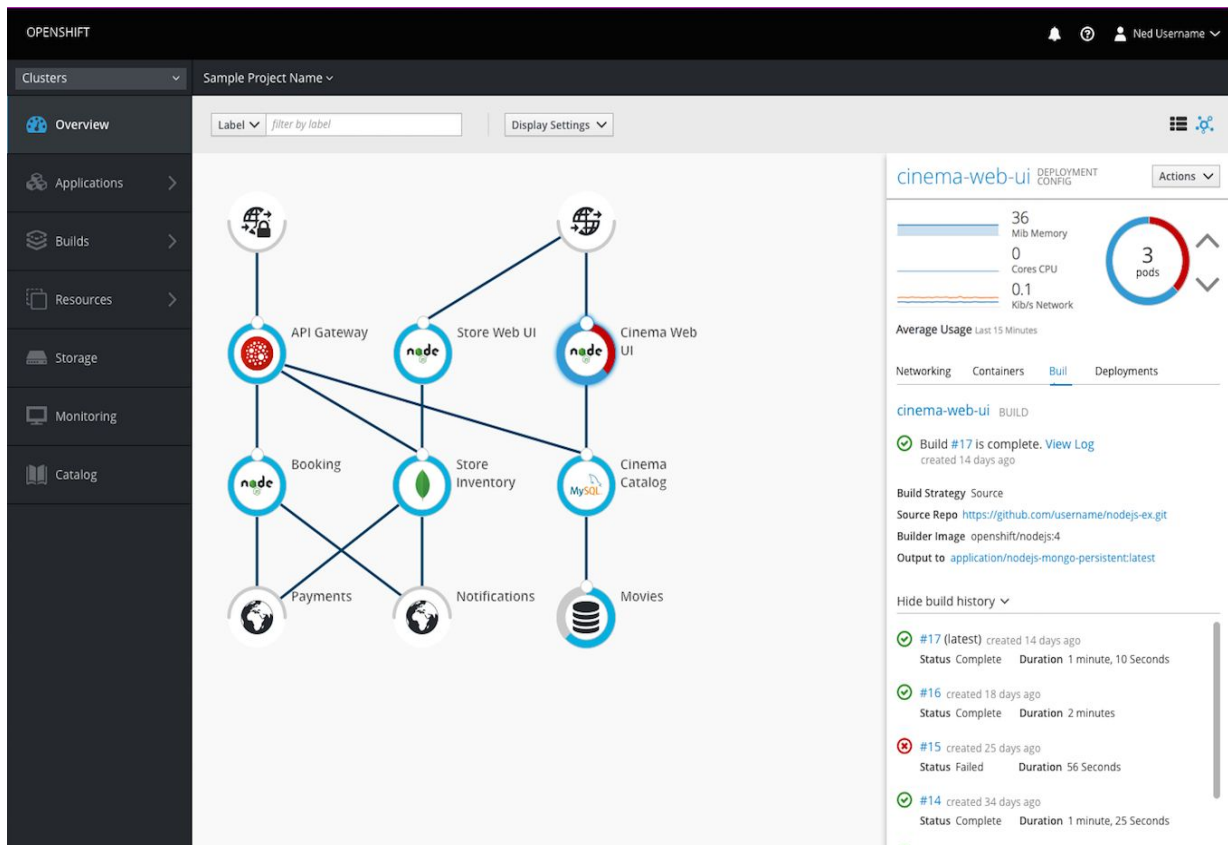 OPENSHIFT
Ned Username
Clusters
Sample Project Name
Overview
Applications
Builds
Resources
Storage
Monitoring
Catalog
Label
filter by label
Display Settings
API Gateway
Store Web UI
node
Cinema Web
UI
node
Booking
node
Store
Inventory
Cinema
Catalog
MySQL
Payments
Notifications
Movies
cinema-web-ui DEPLOYMENT
CONFIG
Actions
36
Mib Memory
0
Cores CPU
0.1
Kib/s Network
3
pods
Average Usage Last 15 Minutes
Networking Containers Buil Deployments
cinema-web-ui BUILD
Build #17 is complete. View Log
created 14 days ago
Build Strategy Source
Source Repo https://github.com/username/nodejs-ex.git
Builder Image openshift/nodejs:4
Output to application/nodejs-mongo-persistent:latest
Hide build history
#17 (latest) created 14 days ago
Status Complete Duration 1 minute, 10 Seconds
#16 created 18 days ago
Status Complete Duration 2 minutes
#15 created 25 days ago
Status Failed Duration 56 Seconds
#14 created 34 days ago
Status Complete Duration 1 minute, 25 Seconds